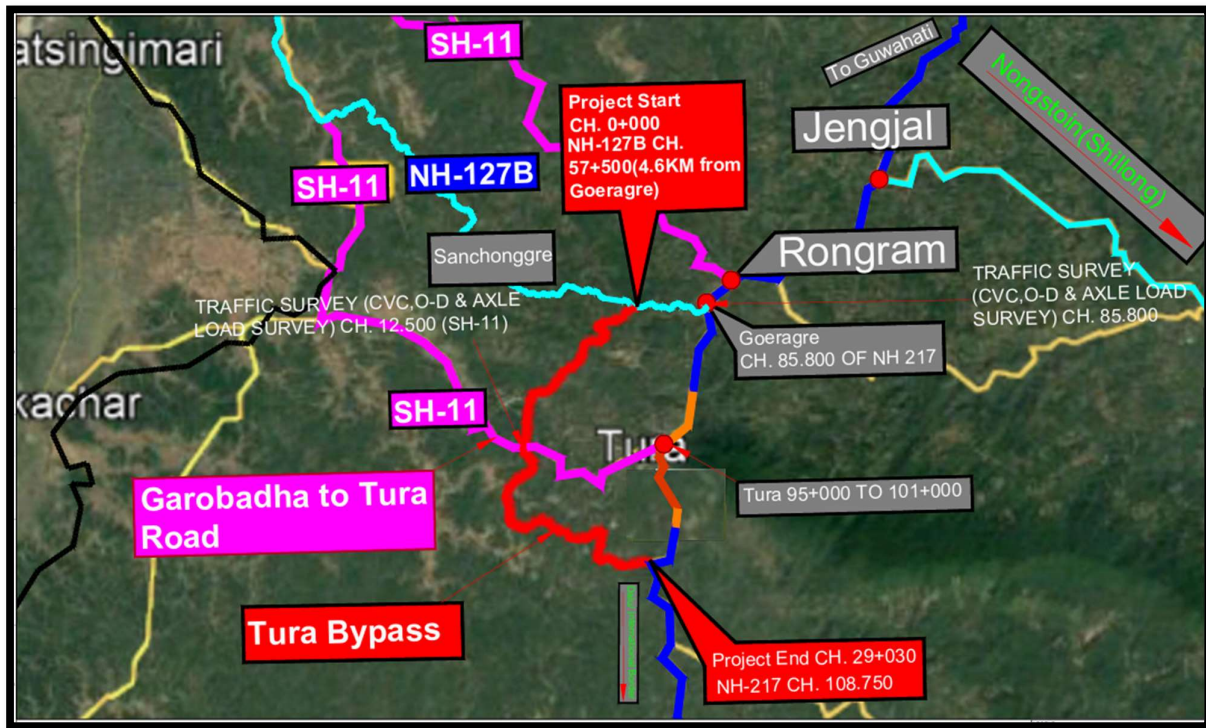 atsingimari
SH-11
To Guwahati
Nongstoin(Shillong)
Project Start
CH. 0+000
NH-127B CH.
57+500(4.6KM from
Goeragre)
Jengjal
SH-11
NH-127B
Sanchonggre
Rongram
TRAFFIC SURVEY (CVC,O-D & AXLE
LOAD SURVEY) CH. 12.500 (SH-11)
TRAFFIC SURVEY
(CVC,O-D & AXLE LOAD
SURVEY) CH. 85.800
Goeragre
CH. 85.800 OF NH 217
kachar
SH-11
Tura
Garobadha to Tura
Road
Tura 95+000 TO 101+000
Tura Bypass
Project End CH. 29+030
NH-217 CH. 108.750